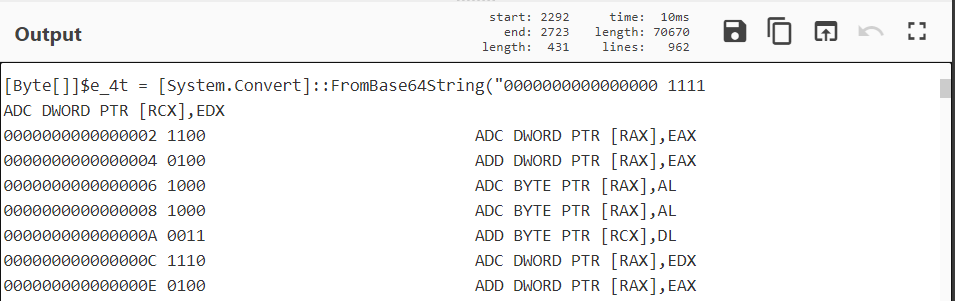 Output
start: 2292 time: 10ms
end: 2723 length: 70670
length: 431 lines: 962
[Byte[]]$e_4t = [System.Convert]::FromBase64String("0000000000000000 1111
ADC DWORD PTR [RCX],EDX
0000000000000002 1100 ADC DWORD PTR [RAX],EAX
0000000000000004 0100 ADD DWORD PTR [RAX],EAX
0000000000000006 1000 ADC BYTE PTR [RAX],AL
0000000000000008 1000 ADC BYTE PTR [RAX],AL
000000000000000A 0011 ADD BYTE PTR [RCX],DL
000000000000000C 1110 ADC DWORD PTR [RAX],EDX
000000000000000E 0100 ADD DWORD PTR [RAX],EAX